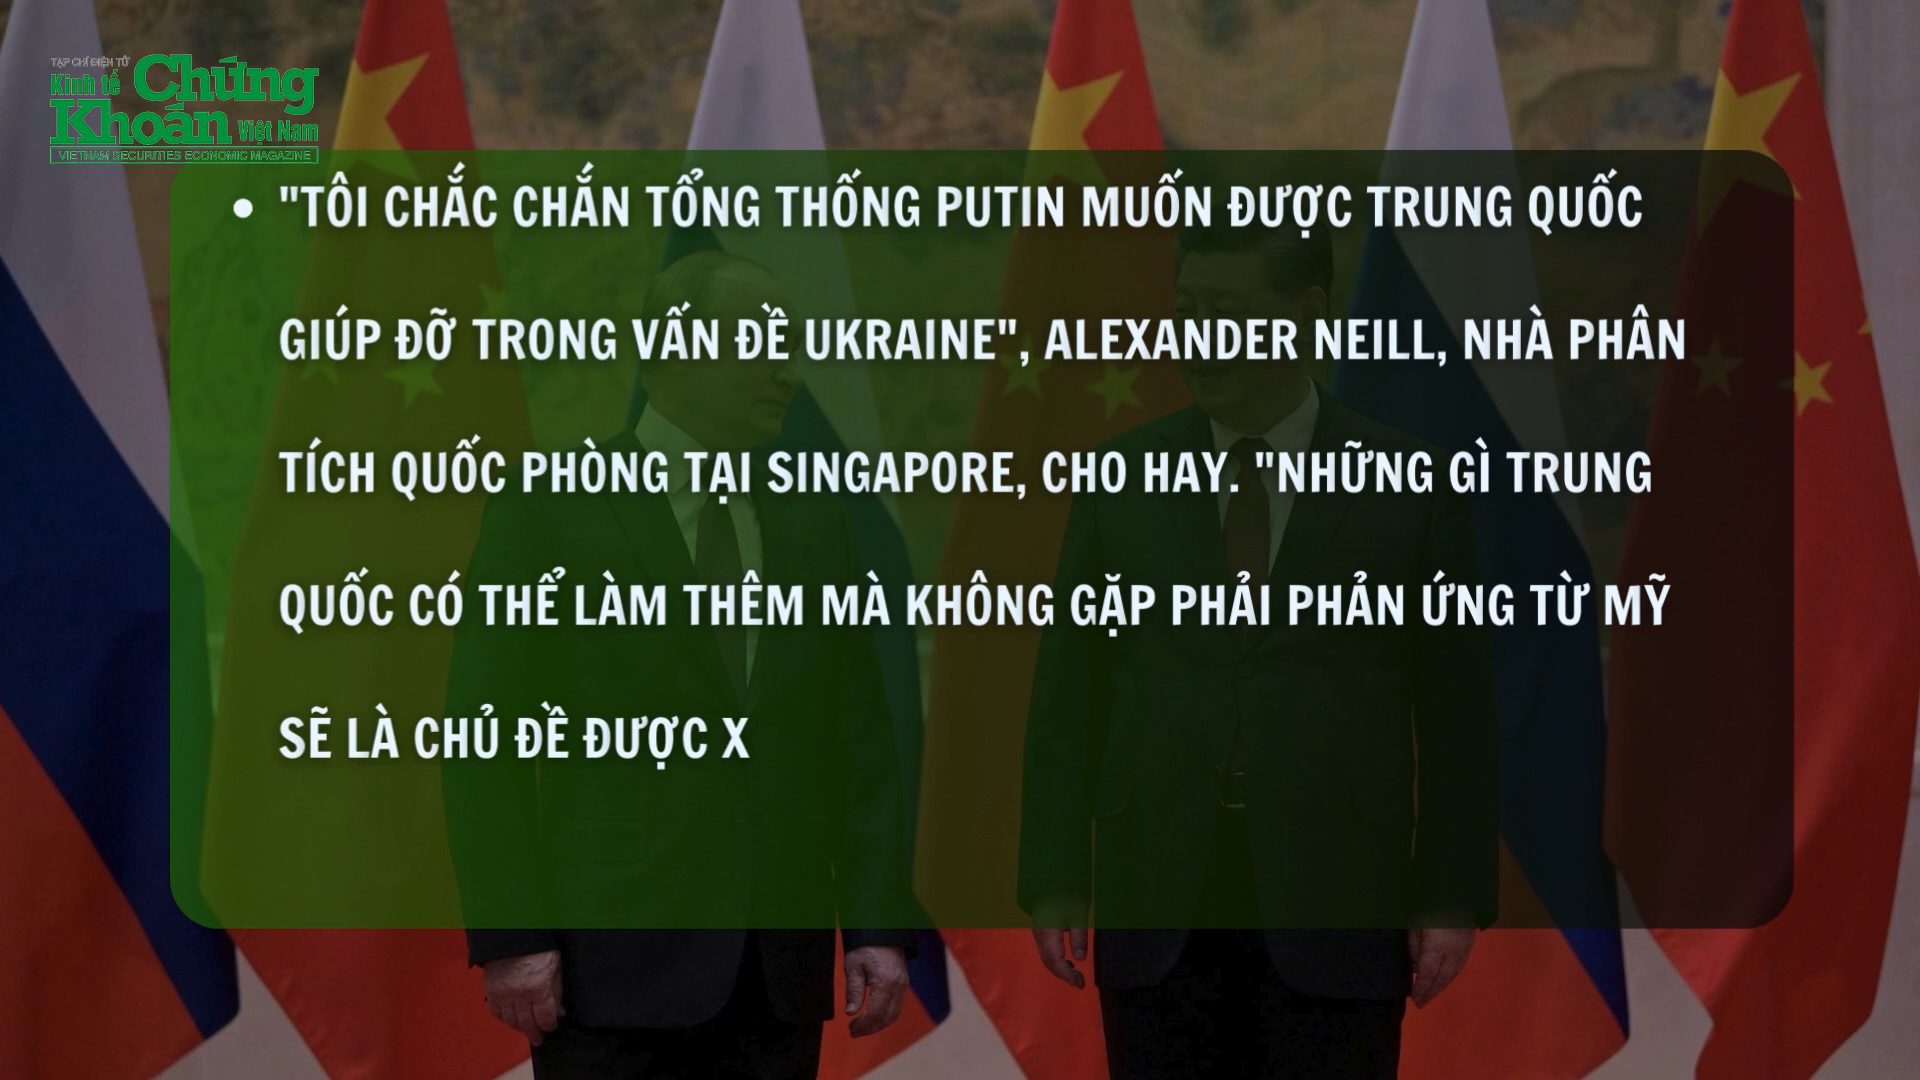 TẠP CHÍ ĐIỆN TỬ
Kinh tế Chứng
Khoán Việt Nam
VIETNAM SECURITIES ECONOMIC MAGAZINE
• "TÔI CHẮC CHẮN TỔNG THỐNG PUTIN MUỐN ĐƯỢC TRUNG QUỐC
GIÚP ĐỠ TRONG VẤN ĐỀ UKRAINE", ALEXANDER NEILL, NHÀ PHÂN
TÍCH QUỐC PHÒNG TẠI SINGAPORE, CHO HAY. "NHỮNG GÌ TRUNG
QUỐC CÓ THỂ LÀM THÊM MÀ KHÔNG GẶP PHẢI PHẢN ỨNG TỪ MỸ
SẼ LÀ CHỦ ĐỀ ĐƯỢC X